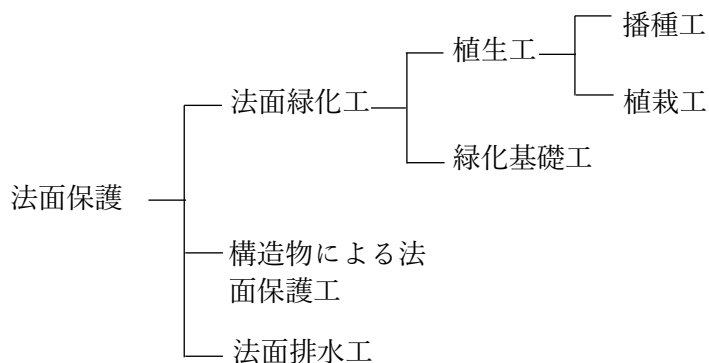 播種工
植生工
植栽工
法面緑化工
緑化基礎工
法面保護
構造物による法
面保護工
法面排水工